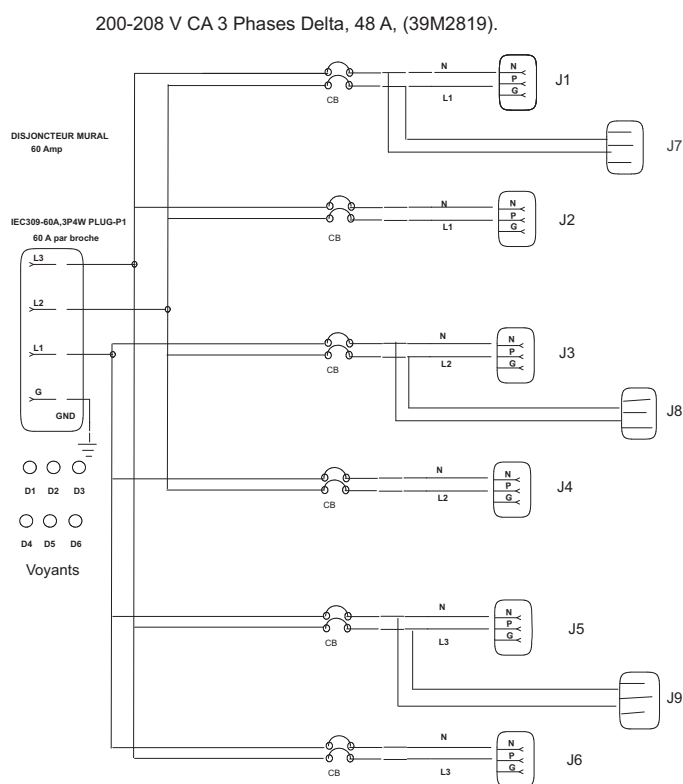 200-208 V CA 3 Phases Delta, 48 A, (39M2819).
N
L1
CB
N
P
G
J1
J7
DISJONCTEUR MURAL
60 Amp
N
L1
CB
N
P
G
J2
IEC309-60A,3P4W PLUG-P1
60 A par broche
L3
L2
L1
G
GND
N
L2
CB
N
P
G
J3
J8
D1 D2 D3
D4 D5 D6
Voyants
N
L2
CB
N
P
G
J4
N
L3
CB
N
P
G
J5
J9
N
L3
CB
N
P
G
J6